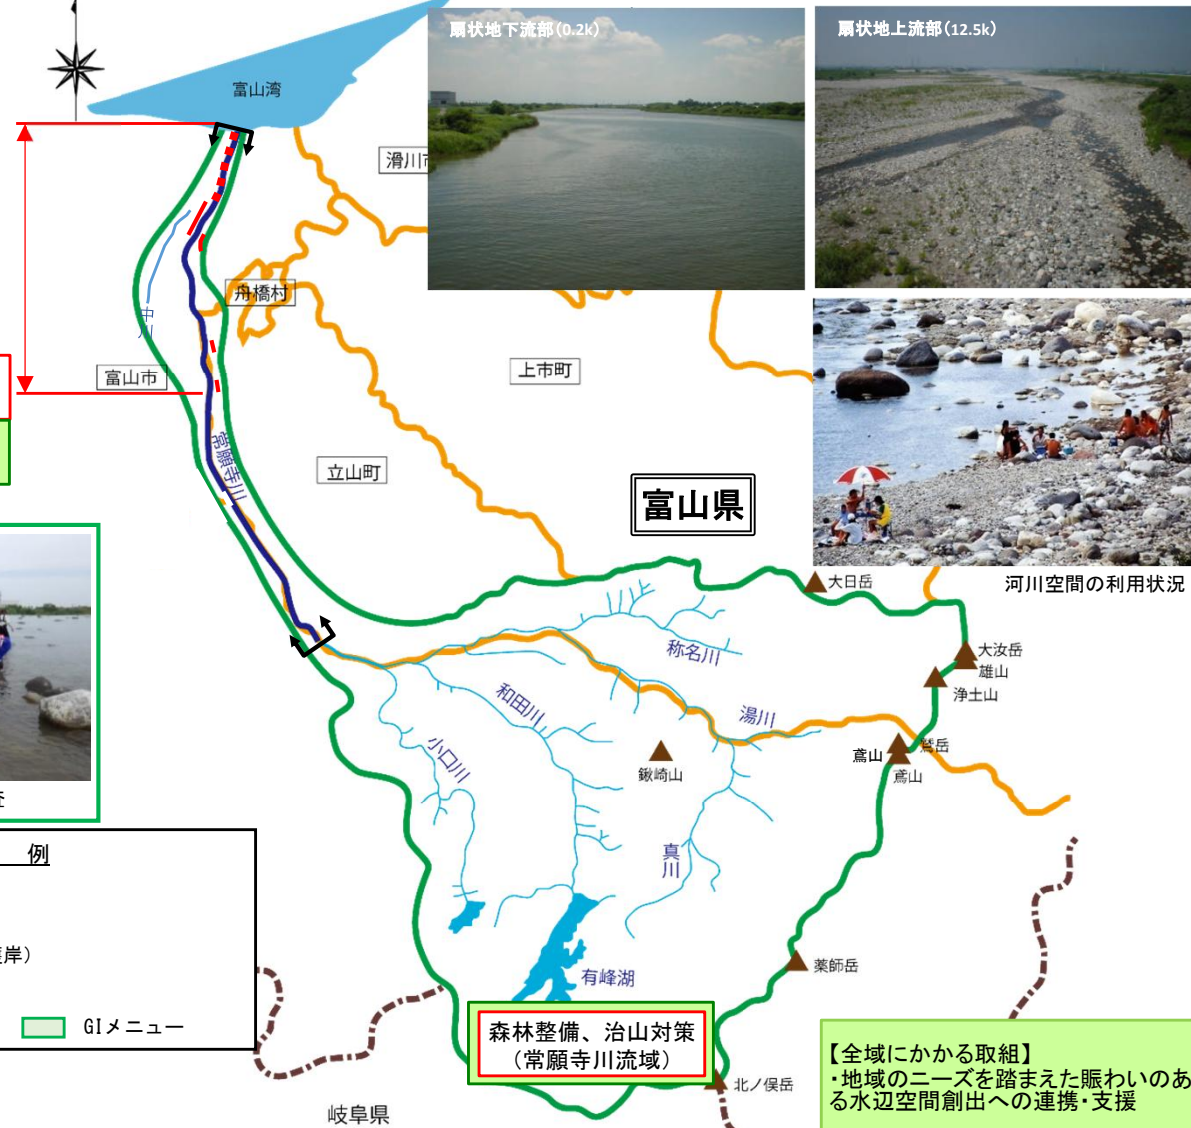 扇状地下流部(0.2k)
扇状地上流部(12.5k)
富山湾
滑川市
舟橋村
中川
富山市
上市町
常願寺川
立山町
富山県
河川空間の利用状況
大日岳
称名川
大汝岳
雄山
浄土山
和田川
湯川
小口川
鳶山
鷲岳
鳶山
鍬崎山
真川
例
岸）
GIメニュー
薬師岳
有峰湖
森林整備、治山対策
（常願寺川流域）
北ノ俣岳
岐阜県
【全域にかかる取組】
・地域のニーズを踏まえた賑わいのあ
る水辺空間創出への連携・支援